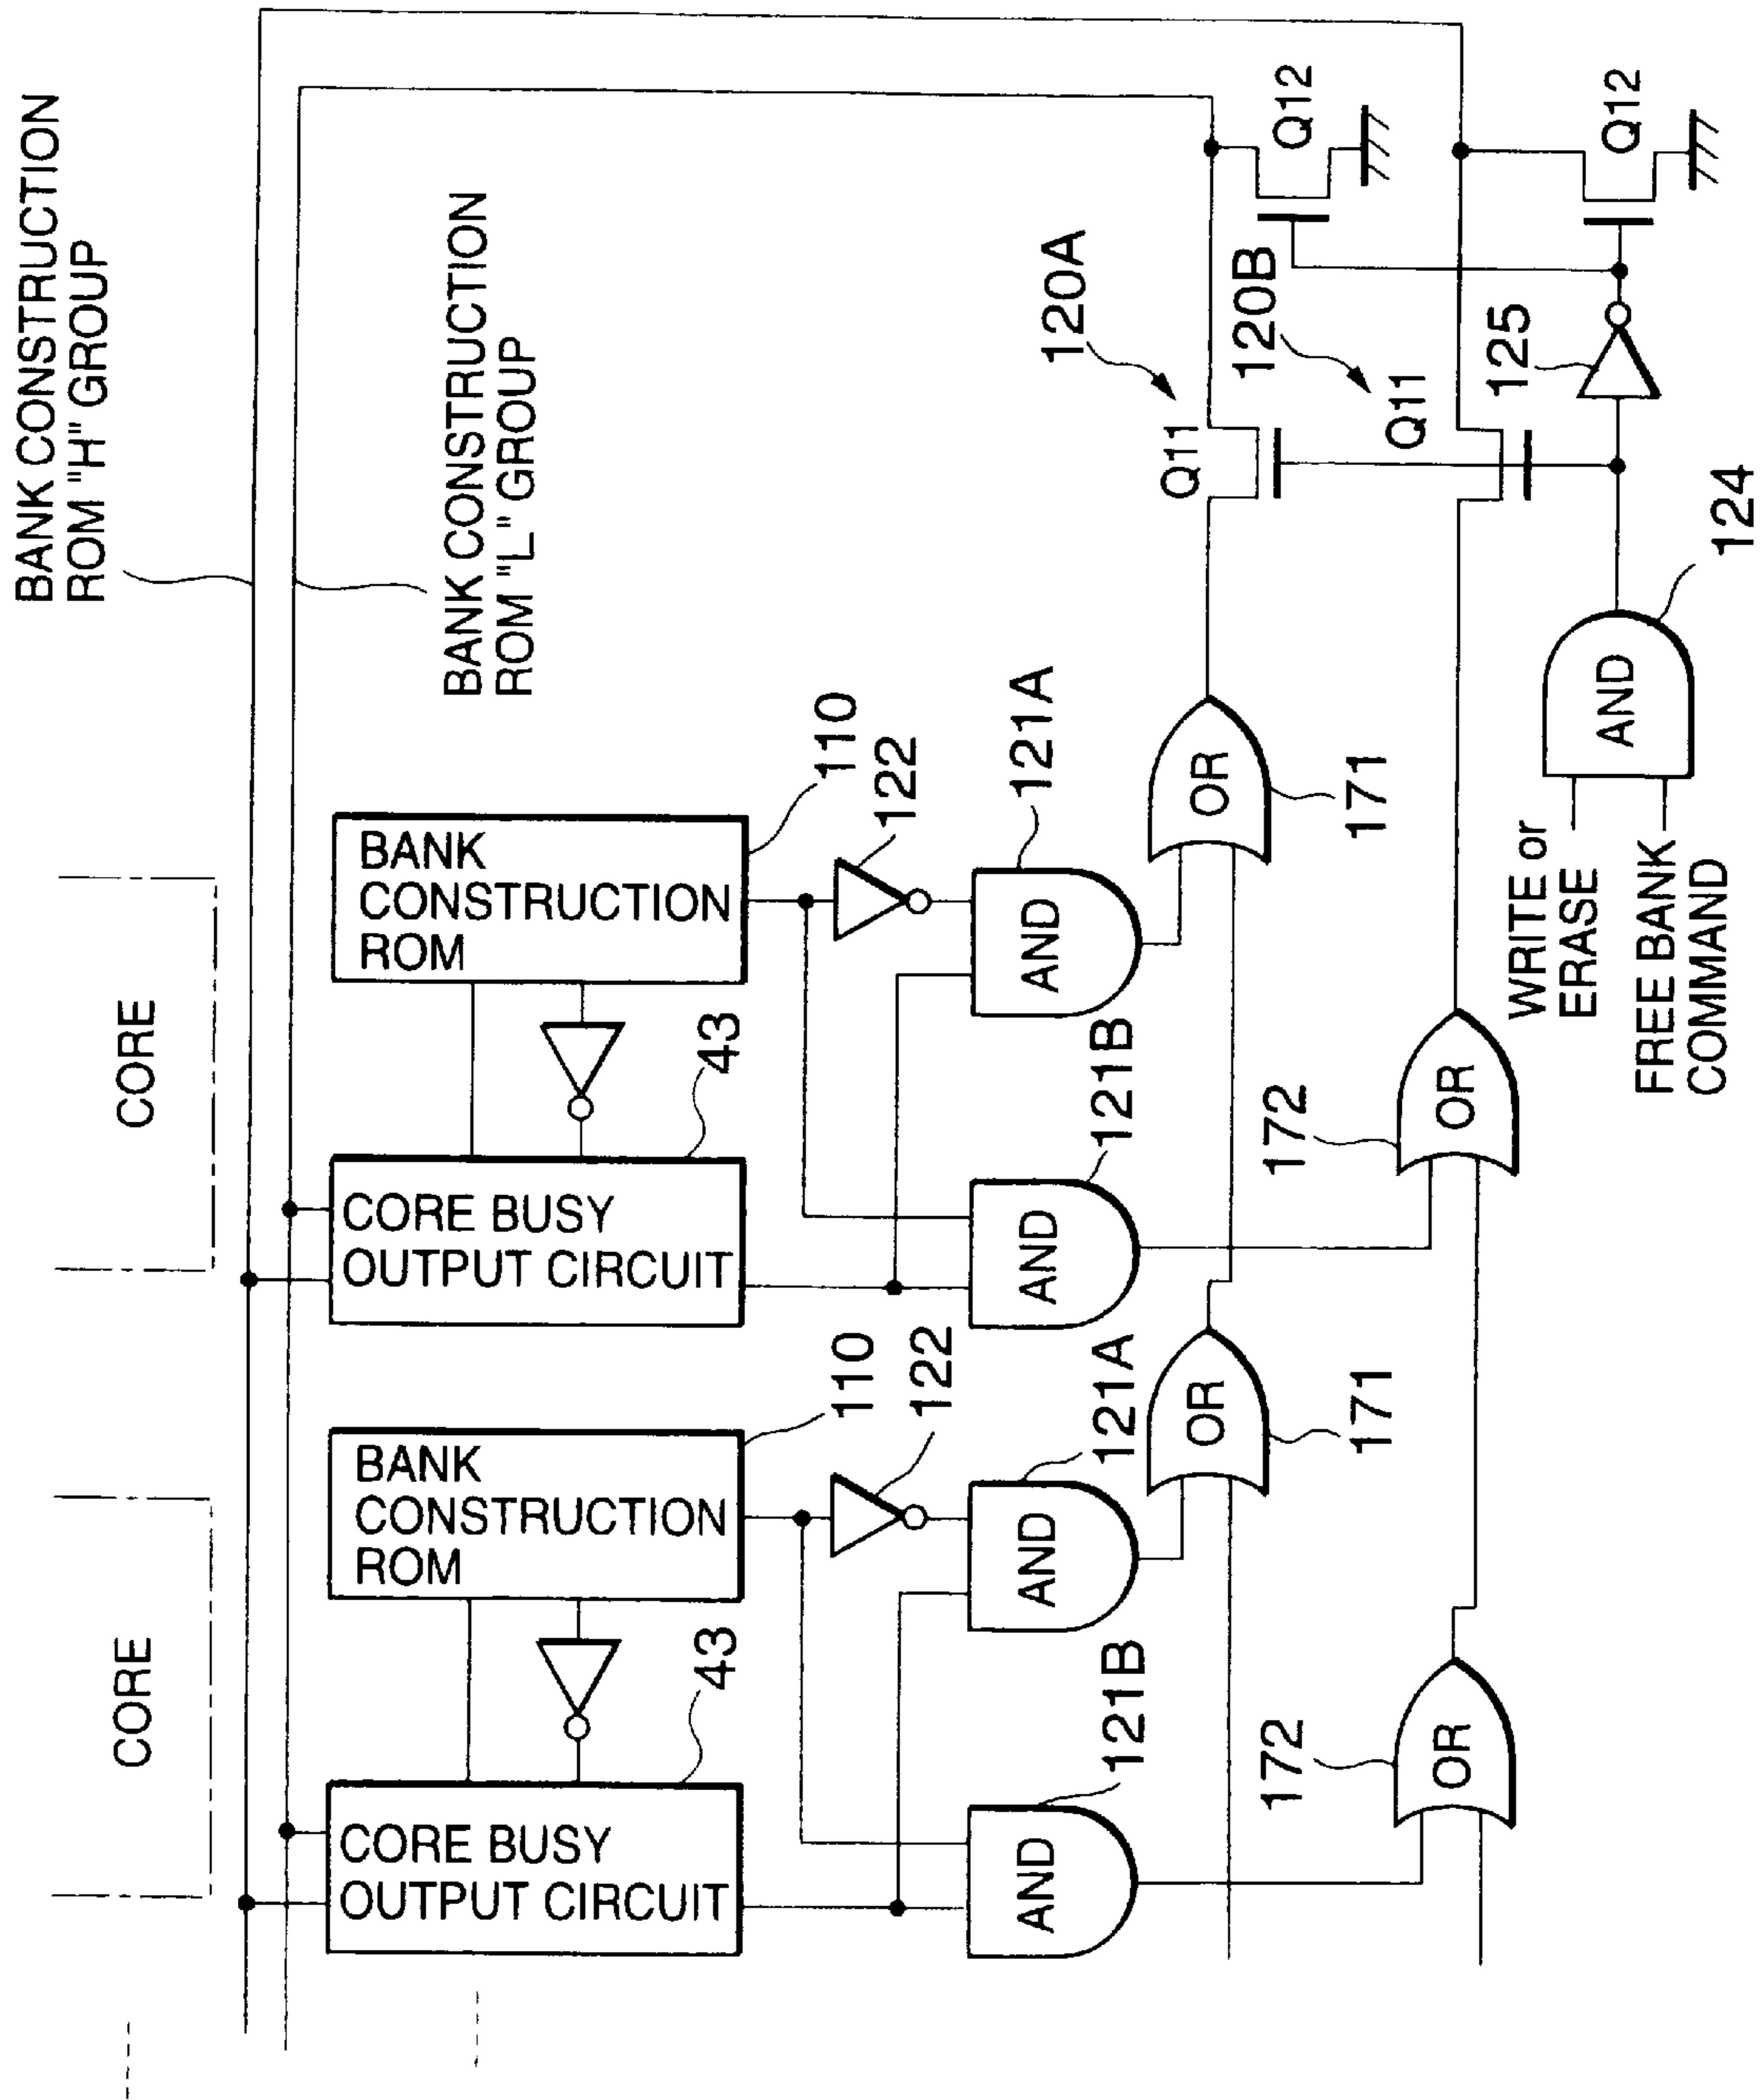 BANK CONSTRUCTION
ROM "H" GROUP
BANK CONSTRUCTION
ROM "L" GROUP
CORE
CORE
BANK
CONSTRUCTION
ROM
110
122
CORE BUSY
OUTPUT CIRCUIT
43
AND
121A
AND
121B
BANK
CONSTRUCTION
ROM
110
122
CORE BUSY
OUTPUT CIRCUIT
43
AND
121A
AND
121B
OR
171
OR
171
OR
172
OR
172
120A
Q11
Q12
120B
Q11
Q12
125
AND
124
WRITE or
ERASE
FREE BANK
COMMAND